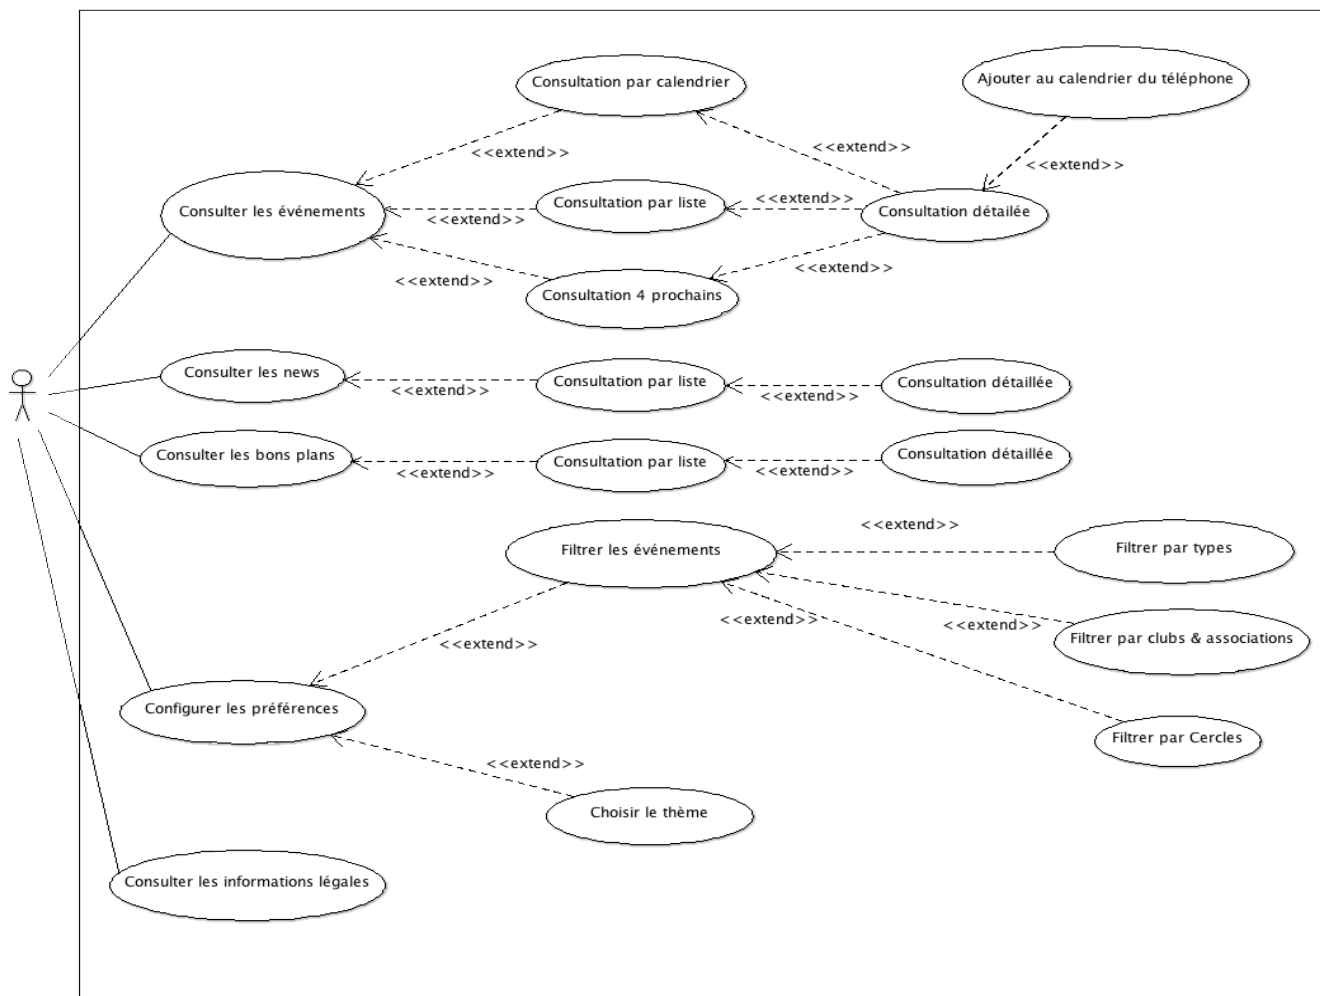 Consultation par calendrier
Ajouter au calendrier du téléphone
<<extend>>
<<extend>>
<<extend>>
Consulter les événements
Consultation par liste
<<extend>>
Consultation détailée
<<extend>>
<<extend>>
<<extend>>
Consultation 4 prochains
Consulter les news
Consultation par liste
Consultation détaillée
<<extend>>
<<extend>>
Consulter les bons plans
Consultation par liste
Consultation détaillée
<<extend>>
<<extend>>
<<extend>>
Filtrer les événements
Filtrer par types
<<extend>>
<<extend>>
<<extend>>
Filtrer par clubs & associations
Configurer les préférences
Filtrer par Cercles
<<extend>>
Choisir le thème
Consulter les informations légales